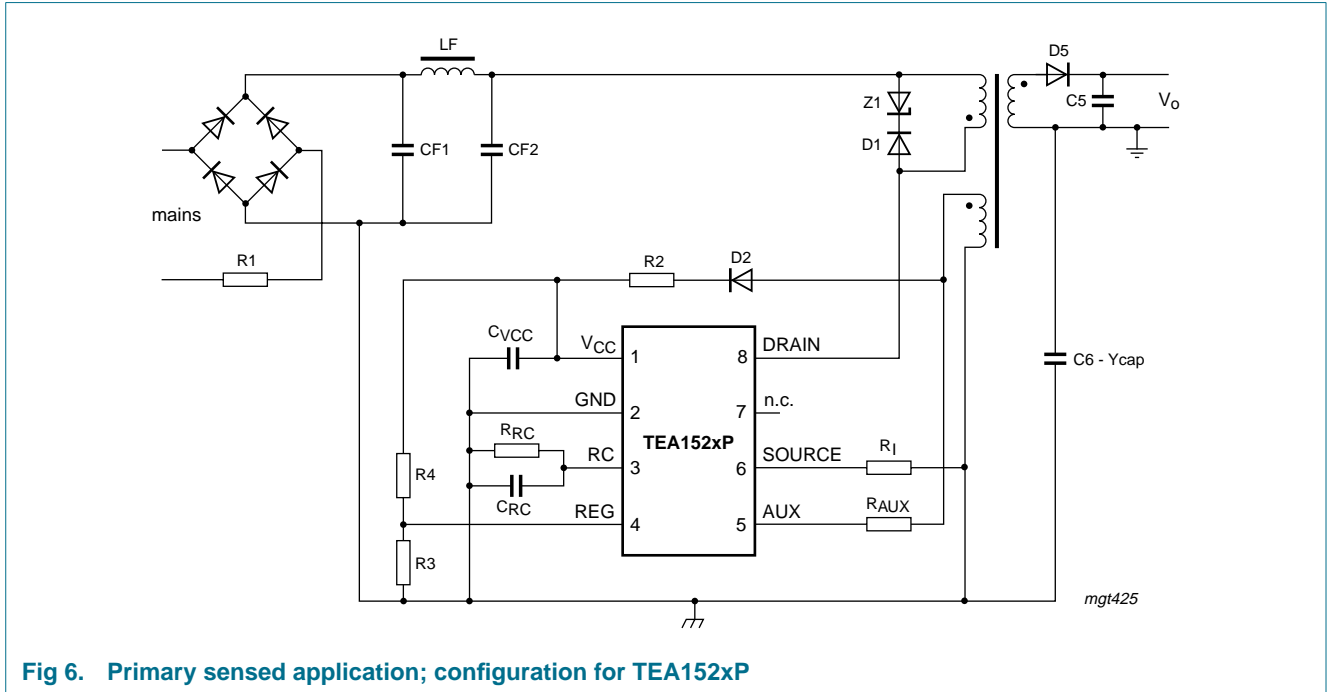 LF
D5
Z1
C5
Vo
D1
CF1
CF2
mains
R1
R2
D2
CVCC
VCC
1
8
DRAIN
C6 - Ycap
GND
2
7
n.c.
TEA152xP
RRC
RC
3
6
SOURCE
RI
R4
CRC
REG
4
5
AUX
RAUX
R3
mgt425
Fig 6. Primary sensed application; configuration for TEA152xP